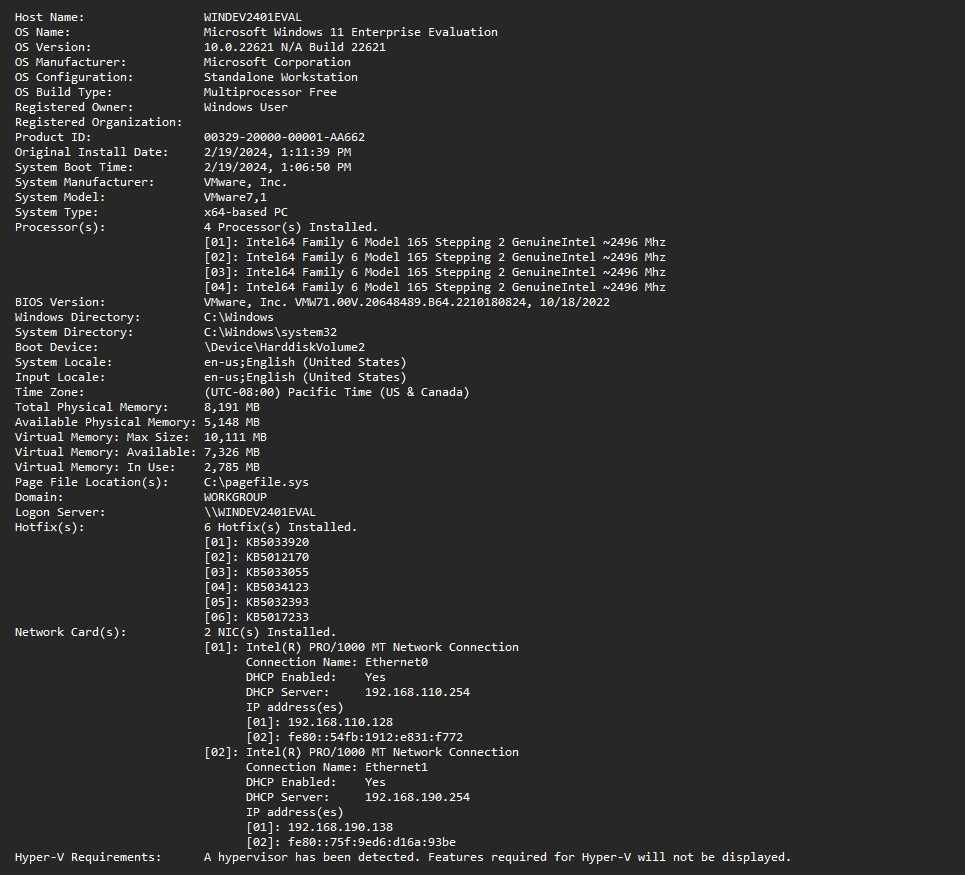 Host Name: WINDEV2401EVAL
OS Name: Microsoft Windows 11 Enterprise Evaluation
OS Version: 10.0.22621 N/A Build 22621
OS Manufacturer: Microsoft Corporation
OS Configuration: Standalone Workstation
OS Build Type: Multiprocessor Free
Registered Owner: Windows User
Registered Organization:
Product ID: 00329-20000-00001-AA662
Original Install Date: 2/19/2024, 1:11:39 PM
System Boot Time: 2/19/2024, 1:06:50 PM
System Manufacturer: VMware, Inc.
System Model: VMware7,1
System Type: x64-based PC
Processor(s): 4 Processor(s) Installed.
[01]: Intel64 Family 6 Model 165 Stepping 2 GenuineIntel ~2496 Mhz
[02]: Intel64 Family 6 Model 165 Stepping 2 GenuineIntel ~2496 Mhz
[03]: Intel64 Family 6 Model 165 Stepping 2 GenuineIntel ~2496 Mhz
[04]: Intel64 Family 6 Model 165 Stepping 2 GenuineIntel ~2496 Mhz
BIOS Version: VMware, Inc. VMW71.00V.20648489.B64.2210180824, 10/18/2022
Windows Directory: C:\Windows
System Directory: C:\Windows\system32
Boot Device: \Device\HarddiskVolume2
System Locale: en-us;English (United States)
Input Locale: en-us;English (United States)
Time Zone: (UTC-08:00) Pacific Time (US & Canada)
Total Physical Memory: 8,191 MB
Available Physical Memory: 5,148 MB
Virtual Memory: Max Size: 10,111 MB
Virtual Memory: Available: 7,326 MB
Virtual Memory: In Use: 2,785 MB
Page File Location(s): C:\pagefile.sys
Domain: WORKGROUP
Logon Server: \\WINDEV2401EVAL
Hotfix(s): 6 Hotfix(s) Installed.
[01]: KB5033920
[02]: KB5012170
[03]: KB5033055
[04]: KB5034123
[05]: KB5032393
[06]: KB5017233
Network Card(s): 2 NIC(s) Installed.
[01]: Intel(R) PRO/1000 MT Network Connection
Connection Name: Ethernet0
DHCP Enabled: Yes
DHCP Server: 192.168.110.254
IP address(es)
[01]: 192.168.110.128
[02]: fe80::54fb:1912:e831:f772
[02]: Intel(R) PRO/1000 MT Network Connection
Connection Name: Ethernet1
DHCP Enabled: Yes
DHCP Server: 192.168.190.254
IP address(es)
[01]: 192.168.190.138
[02]: fe80::75f:9ed6:d16a:93be
Hyper-V Requirements: A hypervisor has been detected. Features required for Hyper-V will not be displayed.